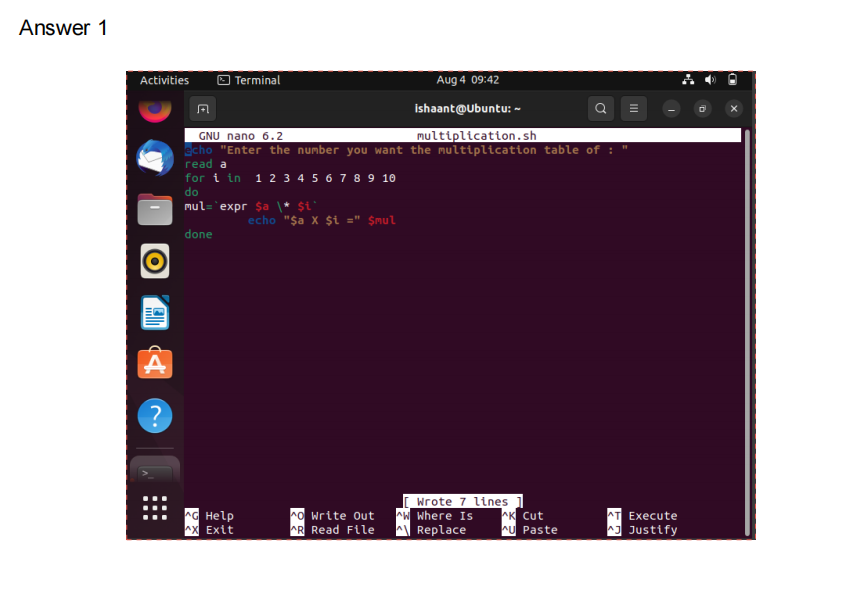 Answer 1
Activities Terminal Aug 4 09:42
ishaant@Ubuntu: ~
GNU nano 6.2 multiplication.sh
echo "Enter the number you want the multiplication table of : "
read a
for i in 1 2 3 4 5 6 7 8 9 10
do
mul=`expr $a \* $i`
echo "$a X $i =" $mul
done
[ Wrote 7 lines ]
^G Help ^O Write Out ^W Where Is ^K Cut ^T Execute
^X Exit ^R Read File ^\ Replace ^U Paste ^J Justify